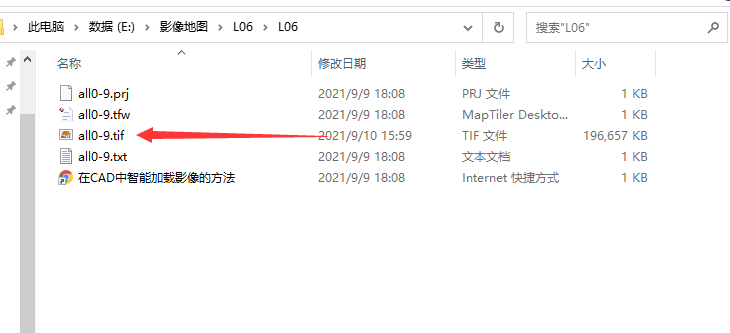 此电脑 > 数据 (E:) > 影像地图 > L06 > L06
搜索"L06"
名称 修改日期 类型 大小
all0-9.prj 2021/9/9 18:08 PRJ 文件 1 KB
all0-9.tfw 2021/9/9 18:08 MapTiler Deskto... 1 KB
all0-9.tif 2021/9/10 15:59 TIF 文件 196,657 KB
all0-9.txt 2021/9/9 18:08 文本文档 1 KB
在CAD中智能加载影像的方法 2021/9/9 18:08 Internet 快捷方式 1 KB